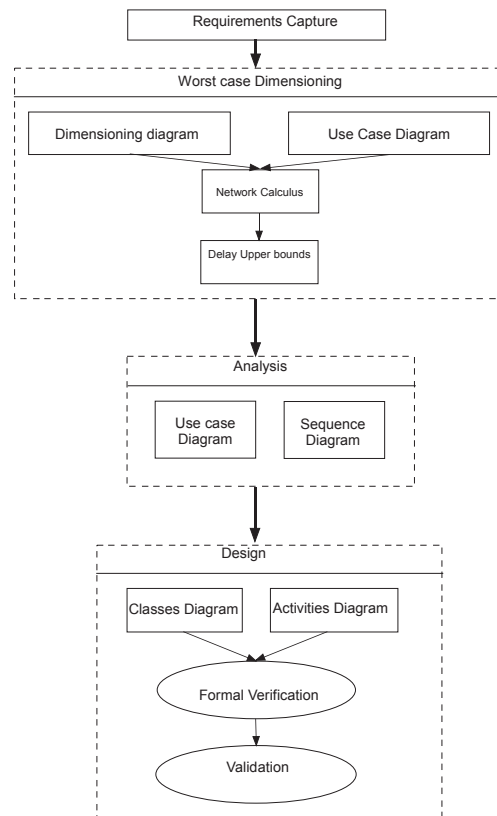 Requirements Capture
Worst case Dimensioning
Dimensioning diagram
Use Case Diagram
Network Calculus
Delay Upper bounds
Analysis
Use case
Diagram
Sequence
Diagram
Design
Classes Diagram
Activities Diagram
Formal Verification
Validation